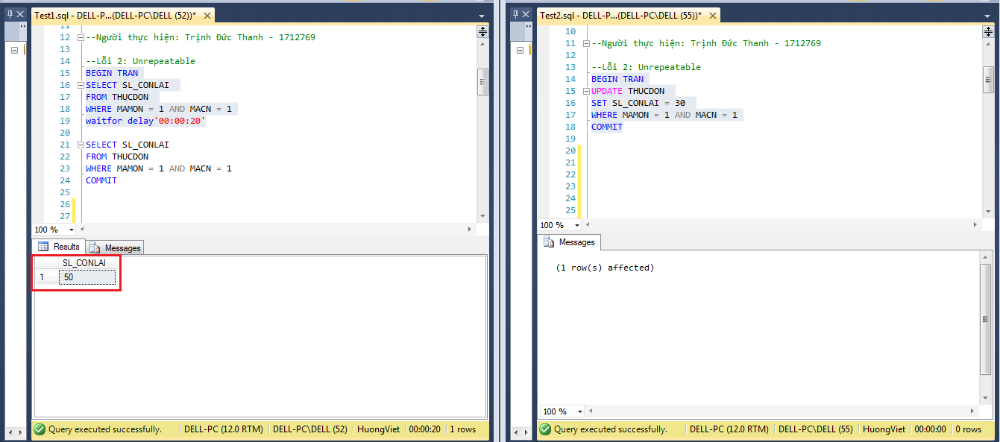 Test1.sql - DELL-P...(DELL-PC\DELL (52))*
11
12 --Người thực hiện: Trịnh Đức Thanh - 1712769
13
14 --Lỗi 2: Unrepeatable
15 BEGIN TRAN
16 SELECT SL_CONLAI
17 FROM THUCDON
18 WHERE MAMON = 1 AND MACN = 1
19 waitfor delay'00:00:20'
20
21 SELECT SL_CONLAI
22 FROM THUCDON
23 WHERE MAMON = 1 AND MACN = 1
24 COMMIT
25
26
27
100 %
Results Messages
SL_CONLAI
1 50
Query executed successfully. DELL-PC (12.0 RTM) DELL-PC\DELL (52) HuongViet 00:00:20 1 rows
Test2.sql - DELL-P...(DELL-PC\DELL (55))*
10
11 --Người thực hiện: Trịnh Đức Thanh - 1712769
12
13 --Lỗi 2: Unrepeatable
14 BEGIN TRAN
15 UPDATE THUCDON
16 SET SL_CONLAI = 30
17 WHERE MAMON = 1 AND MACN = 1
18 COMMIT
19
20
21
22
23
24
25
100 %
Messages
(1 row(s) affected)
100 %
Query executed successfully. DELL-PC (12.0 RTM) DELL-PC\DELL (55) HuongViet 00:00:00 0 rows